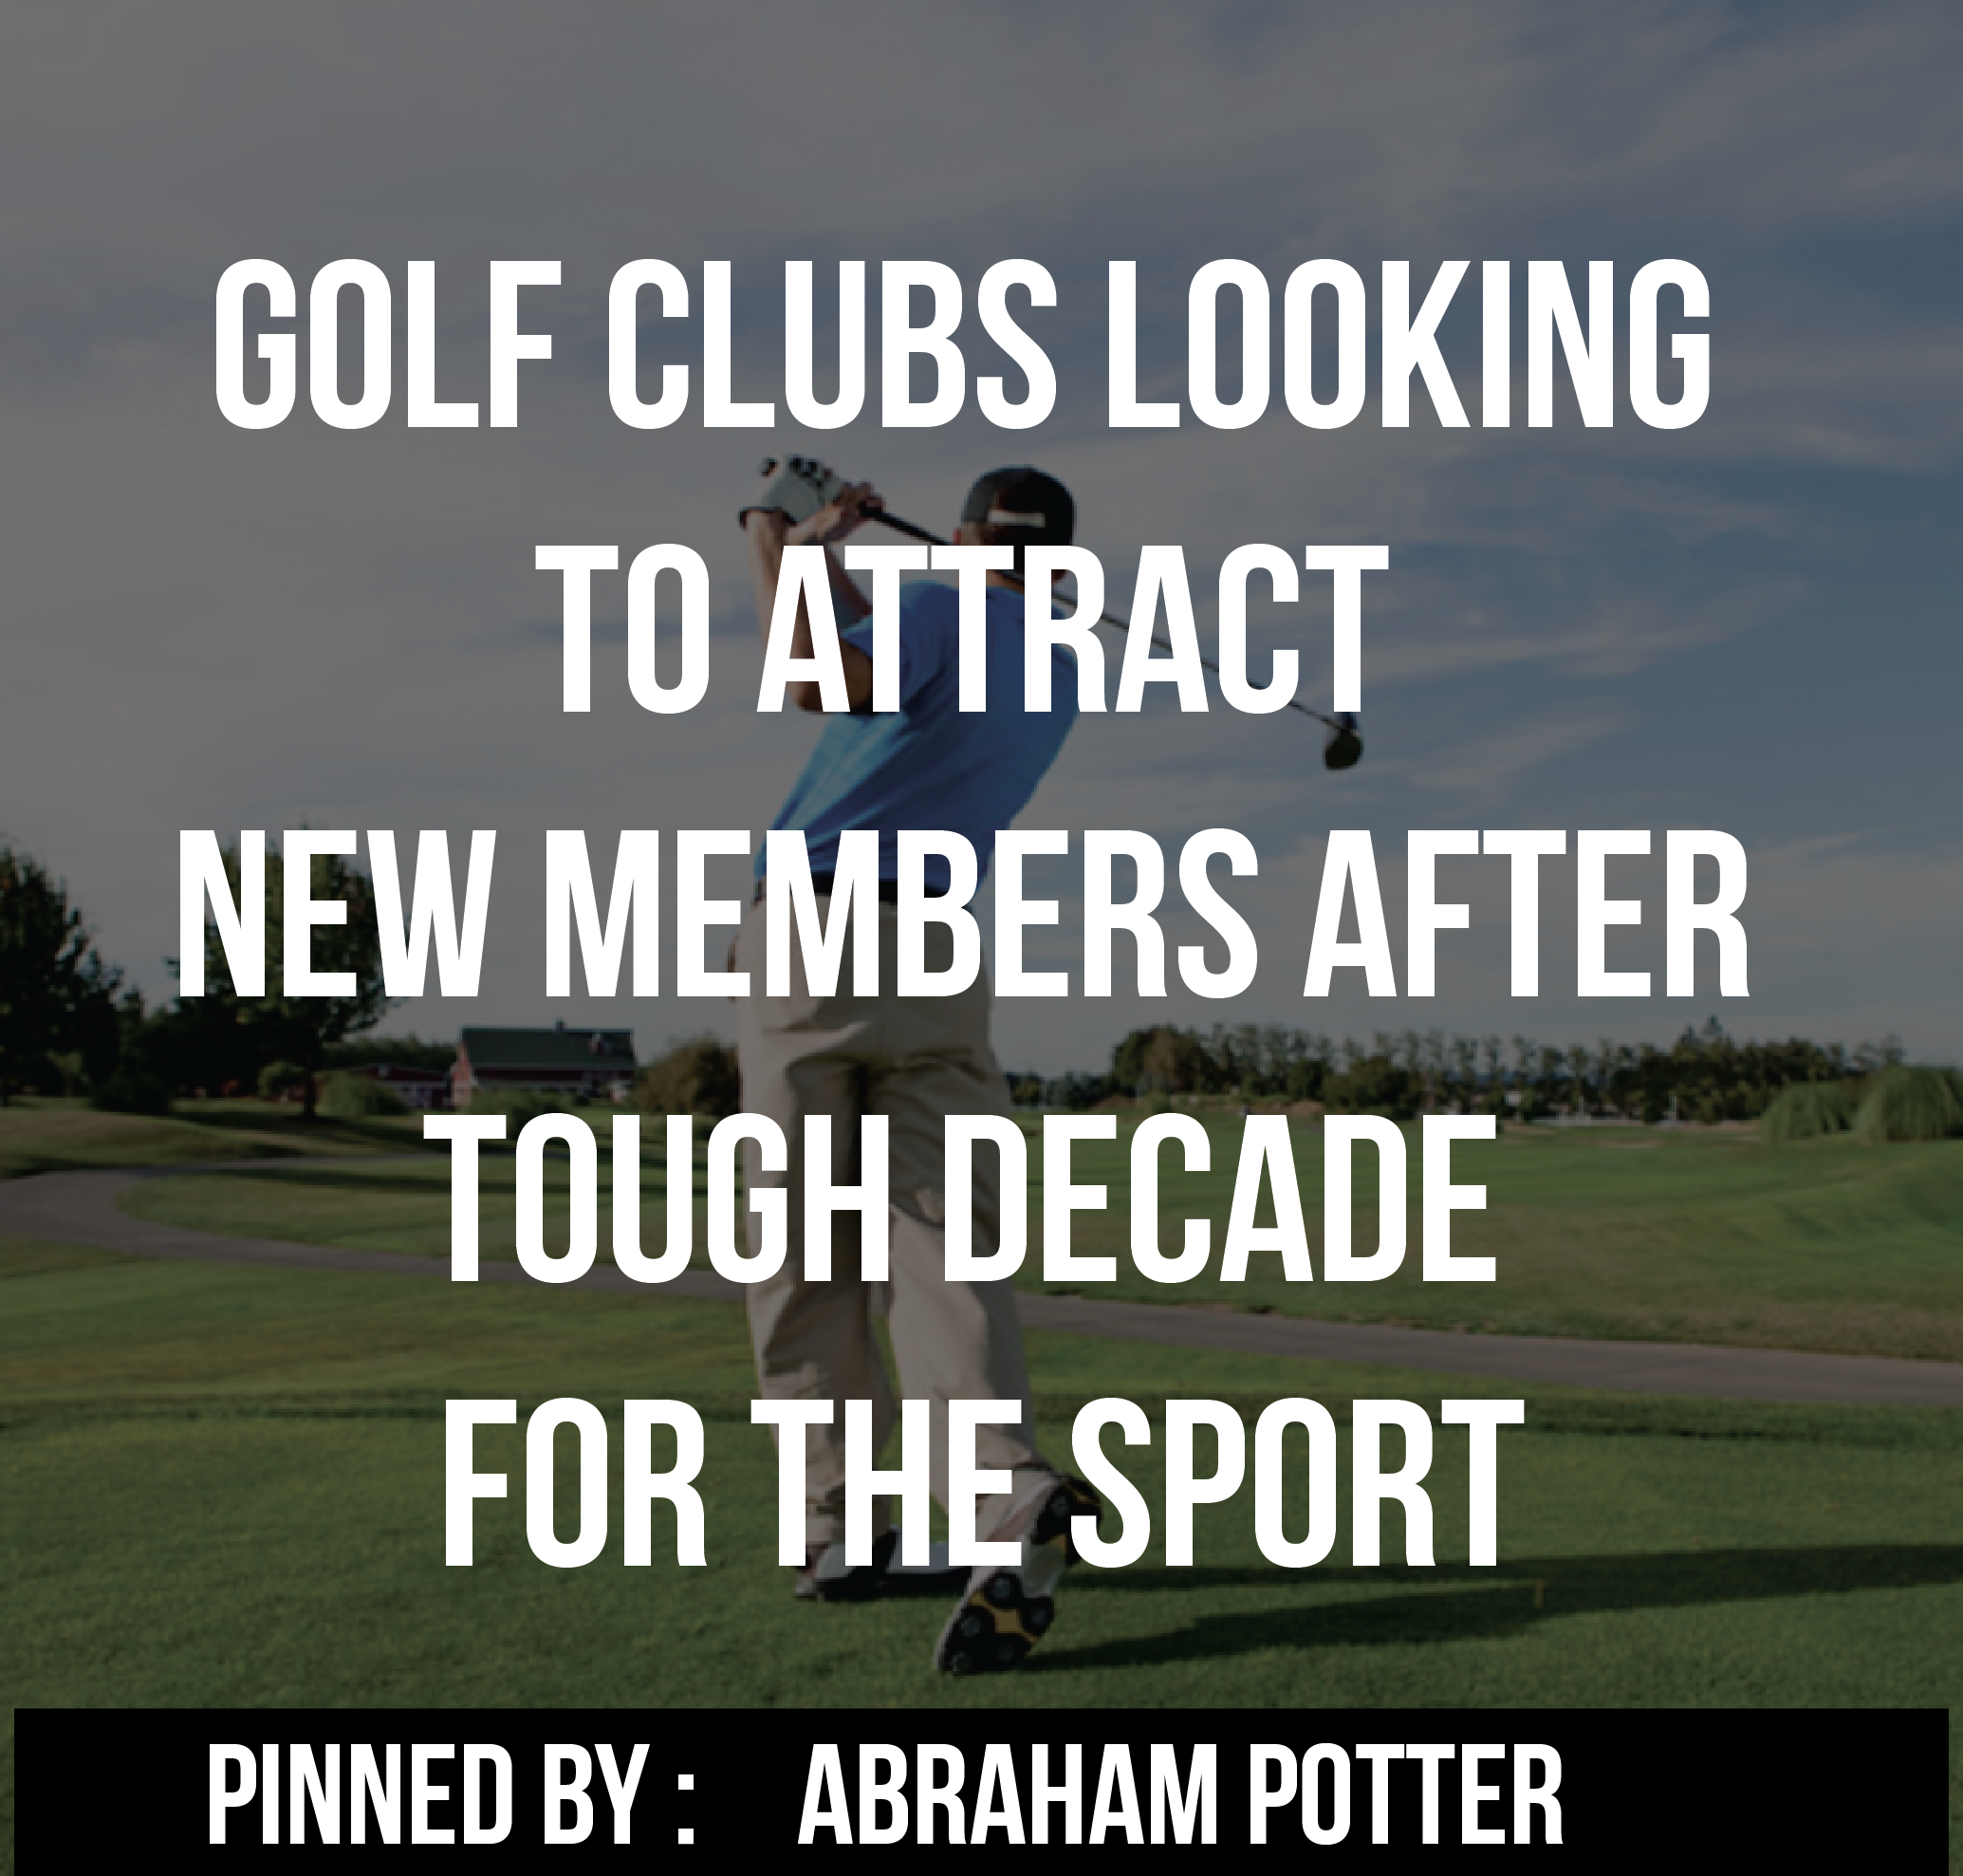 GOLF CLUBS LOOKING
TO ATTRACT
NEW MEMBERS AFTER
TOUGH DECADE
FOR THE SPORT
PINNED BY : ABRAHAM POTTER